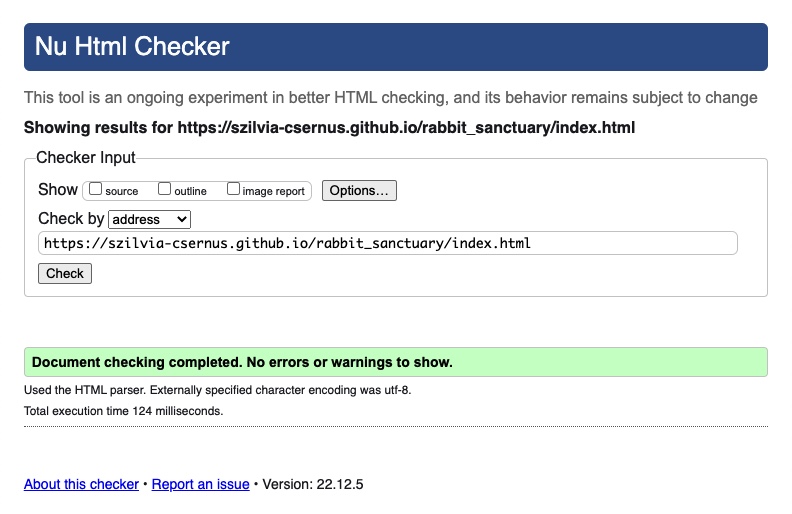 Nu Html Checker
This tool is an ongoing experiment in better HTML checking, and its behavior remains subject to change
Showing results for https://szilvia-csernus.github.io/rabbit_sanctuary/index.html
Checker Input
Show source outline image report Options...
Check by address
https://szilvia-csernus.github.io/rabbit_sanctuary/index.html
Check
Document checking completed. No errors or warnings to show.
Used the HTML parser. Externally specified character encoding was utf-8.
Total execution time 124 milliseconds.
About this checker • Report an issue • Version: 22.12.5